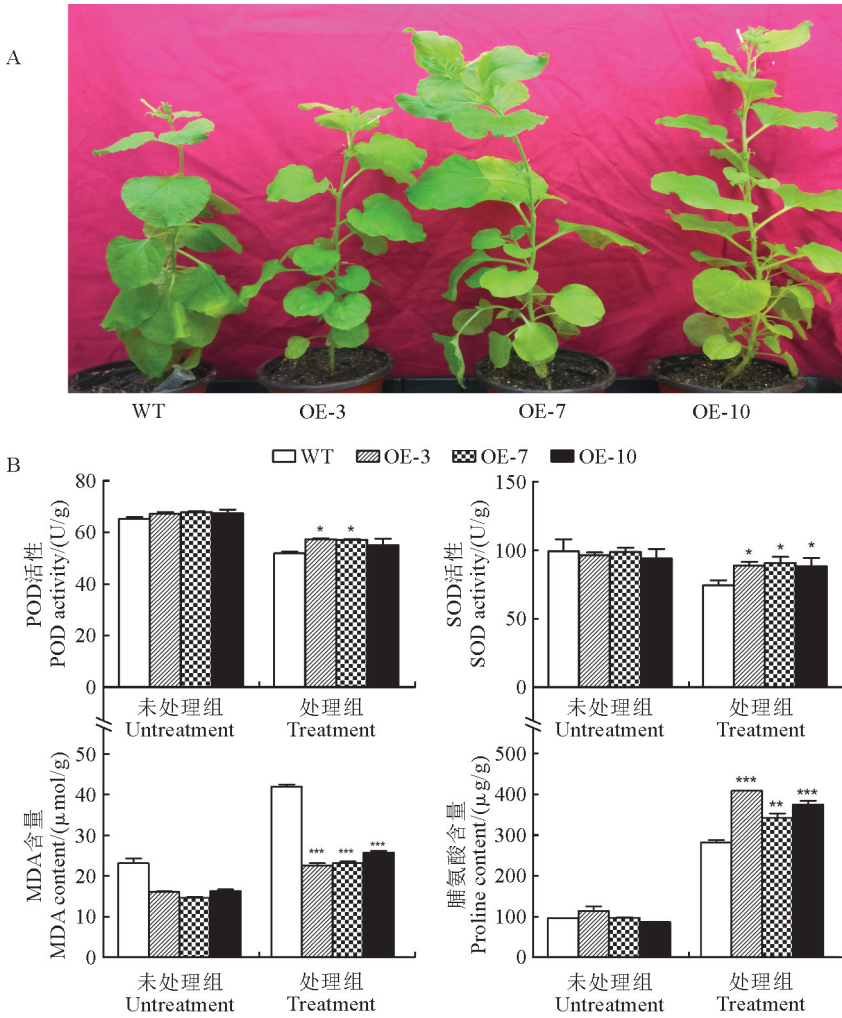 A
WT OE-3 OE-7 OE-10
B
WT OE-3 OE-7 OE-10
POD活性
POD activity/(U/g)
80
60
40
20
0
* *
未处理组 处理组
Untreatment Treatment
SOD活性
SOD activity/(U/g)
150
100
50
0
* * *
未处理组 处理组
Untreatment Treatment
MDA含量
MDA content/(μmol/g)
50
40
30
20
10
0
*** *** ***
未处理组 处理组
Untreatment Treatment
脯氨酸含量
Proline content/(μg/g)
500
400
300
200
100
0
*** ** ***
未处理组 处理组
Untreatment Treatment